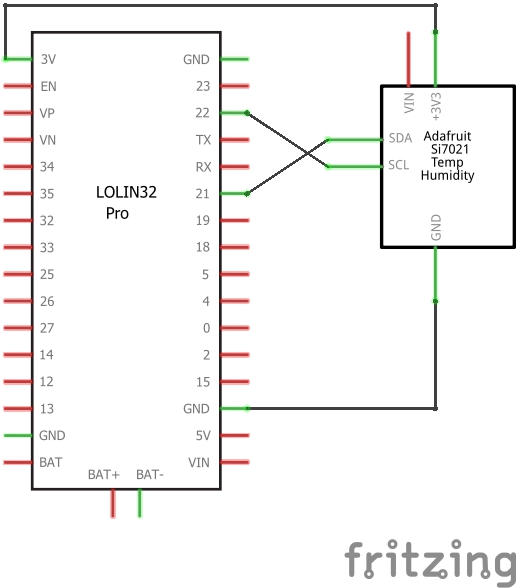 3V GND
EN 23
VP 22
VN TX
34 RX
35 21
LOLIN32
Pro
32 19
33 18
25 5
26 4
27 0
14 2
12 15
13 GND
GND 5V
BAT VIN
BAT+ BAT-
VIN +3V3
SDA
SCL
Adafruit
Si7021
Temp
Humidity
GND
fritzing